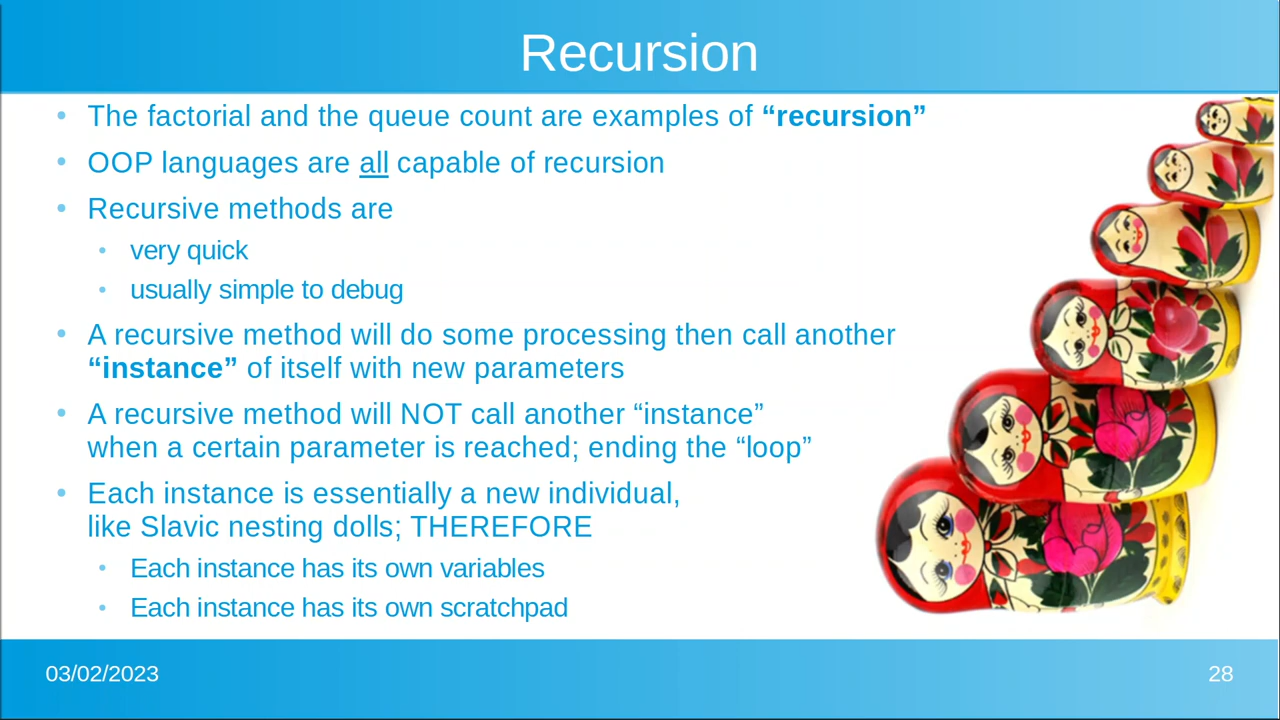 Recursion
• The factorial and the queue count are examples of “recursion”
• OOP languages are all capable of recursion
• Recursive methods are
• very quick
• usually simple to debug
• A recursive method will do some processing then call another
“instance” of itself with new parameters
• A recursive method will NOT call another “instance”
when a certain parameter is reached; ending the “loop”
• Each instance is essentially a new individual,
like Slavic nesting dolls; THEREFORE
• Each instance has its own variables
• Each instance has its own scratchpad
03/02/2023
28